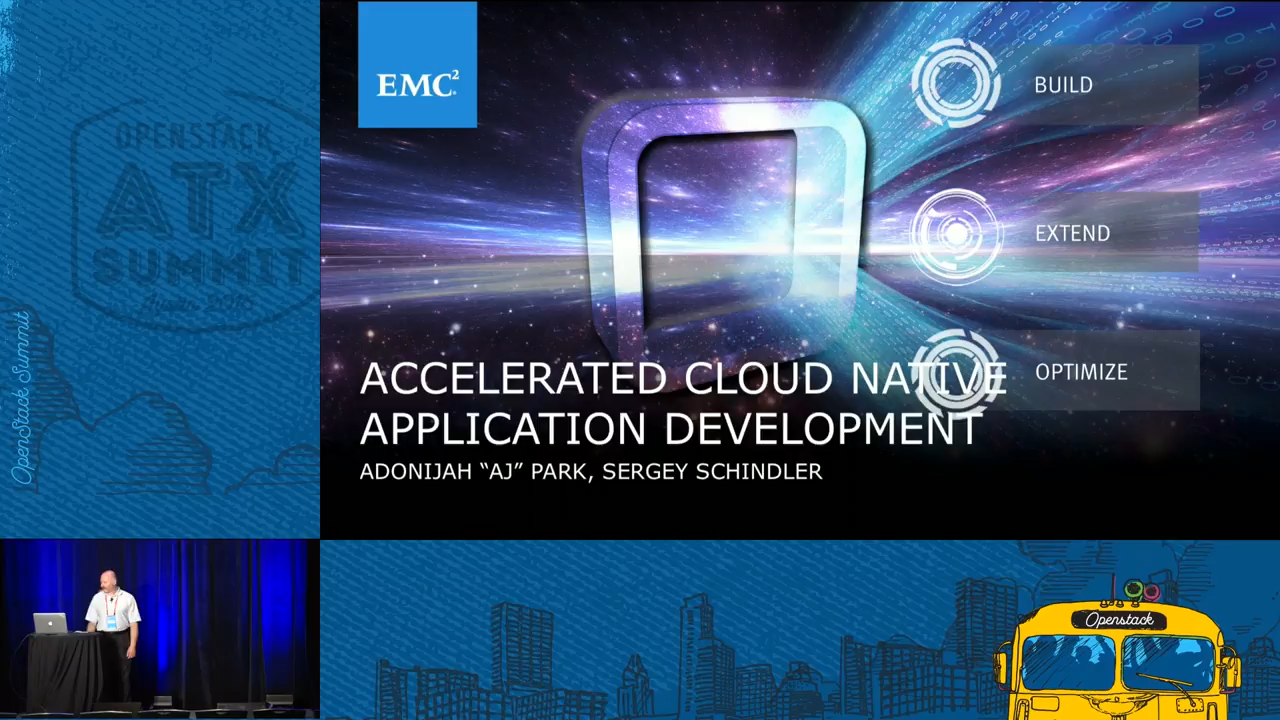 OPENSTACK
ATX
SUMMIT
OpenStack Summit
EMC²
BUILD
EXTEND
OPTIMIZE
ACCELERATED CLOUD NATIVE
APPLICATION DEVELOPMENT
ADONIJAH “AJ” PARK, SERGEY SCHINDLER
Openstack